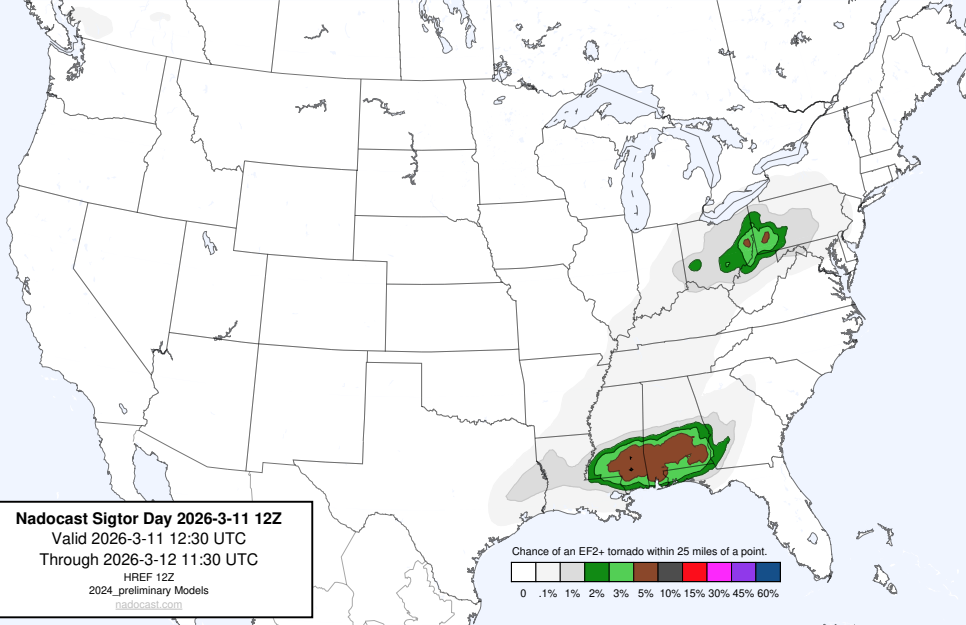 Nadocast Sigtor Day 2026-3-11 12Z
Valid 2026-3-11 12:30 UTC
Through 2026-3-12 11:30 UTC
HREF 12Z
2024_preliminary Models
nadocast.com
Chance of an EF2+ tornado within 25 miles of a point.
0 .1% 1% 2% 3% 5% 10% 15% 30% 45% 60%